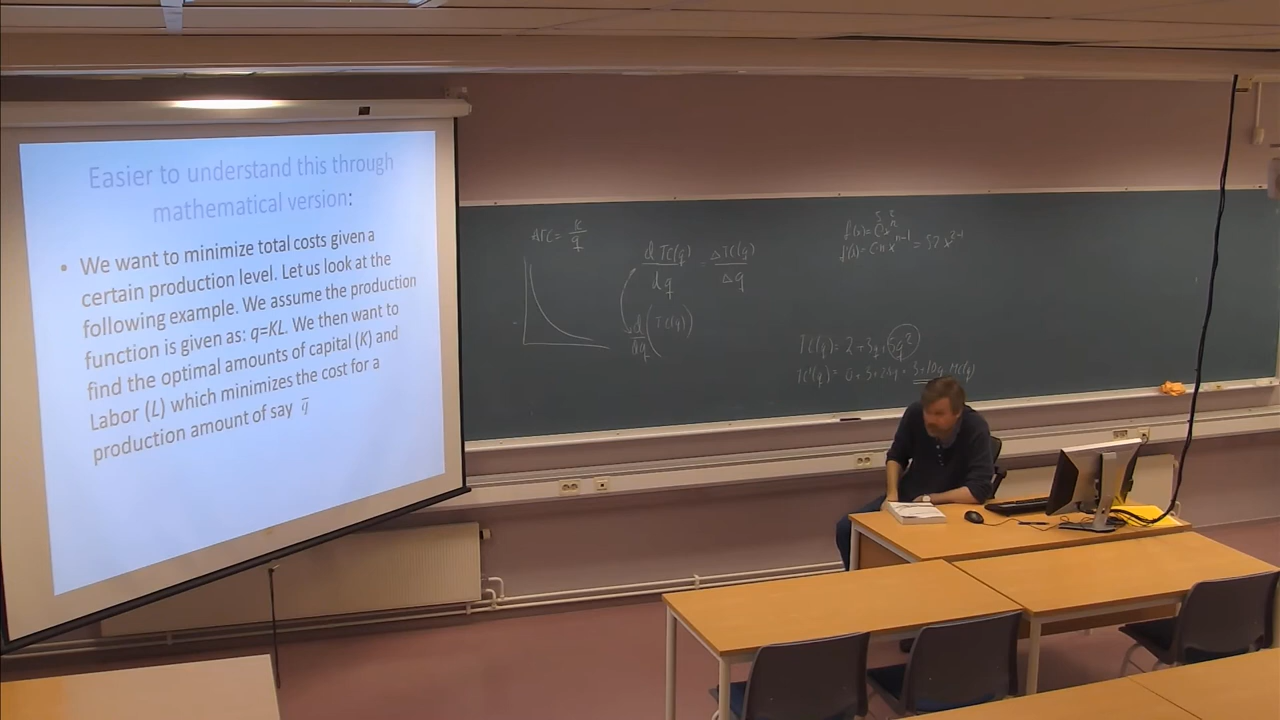 Easier to understand this through
mathematical version:
• We want to minimize total costs given a
certain production level. Let us look at the
following example. We assume the production
function is given as: q=KL. We then want to
find the optimal amounts of capital (K) and
Labor (L) which minimizes the cost for a
production amount of say q̅
AFC = K/q
dTC(q)/dq = ΔTC(q)/Δq
d/dq (TC(q))
f(x)=
TC(q) = 2+3q+5q²
TC'(q) = 0+3+ 3+10q MC(q)